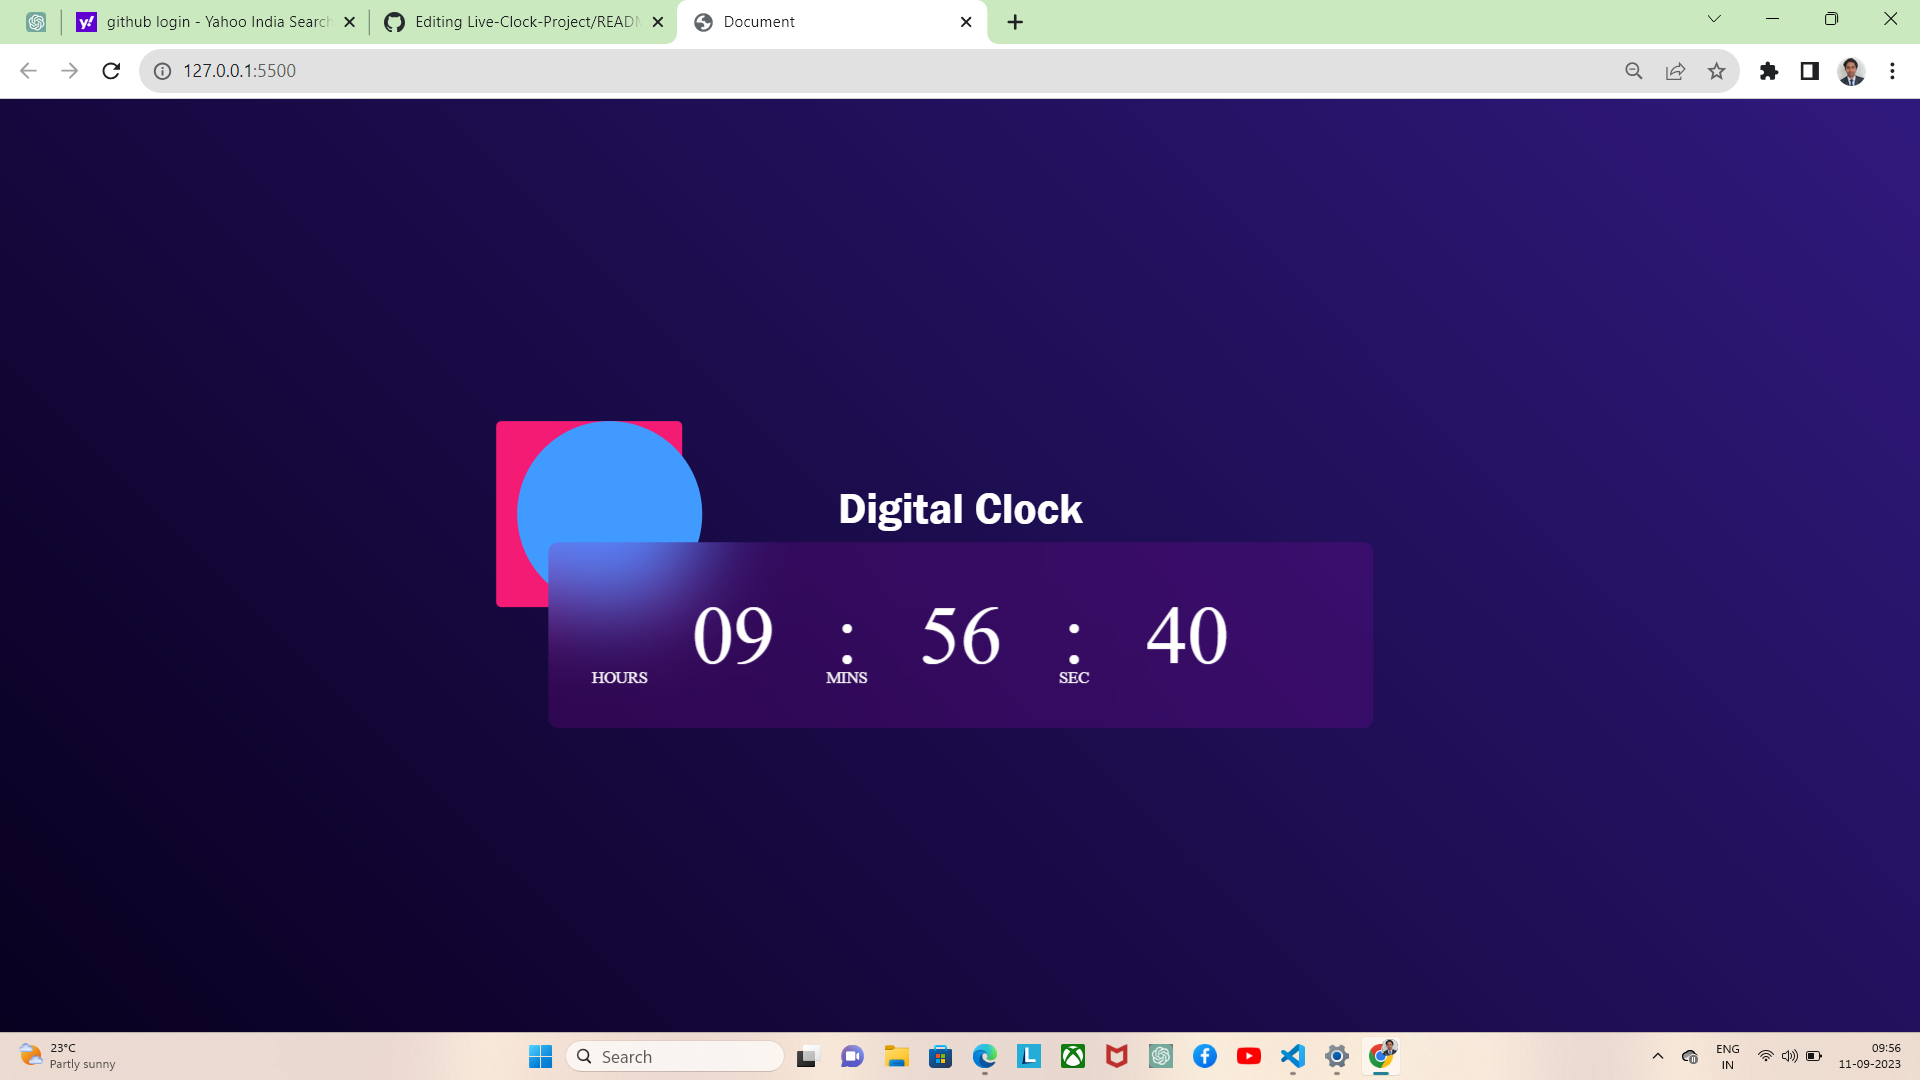 github login - Yahoo India Search
Editing Live-Clock-Project/READM
Document
127.0.0.1:5500
Digital Clock
09 : 56 : 40
HOURS MINS SEC
23°C
Partly sunny
Search
ENG
IN
09:56
11-09-2023